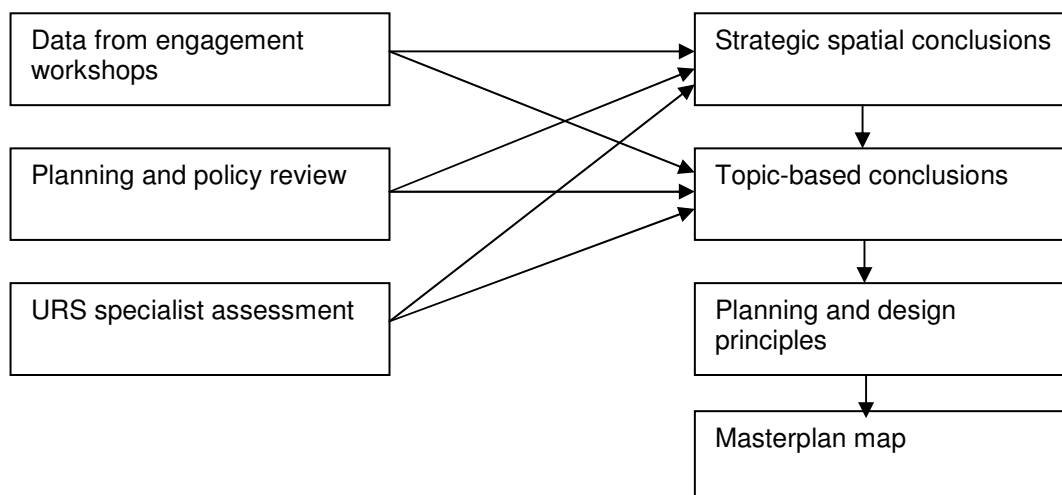 Data from engagement
workshops
Planning and policy review
URS specialist assessment
Strategic spatial conclusions
Topic-based conclusions
Planning and design
principles
Masterplan map